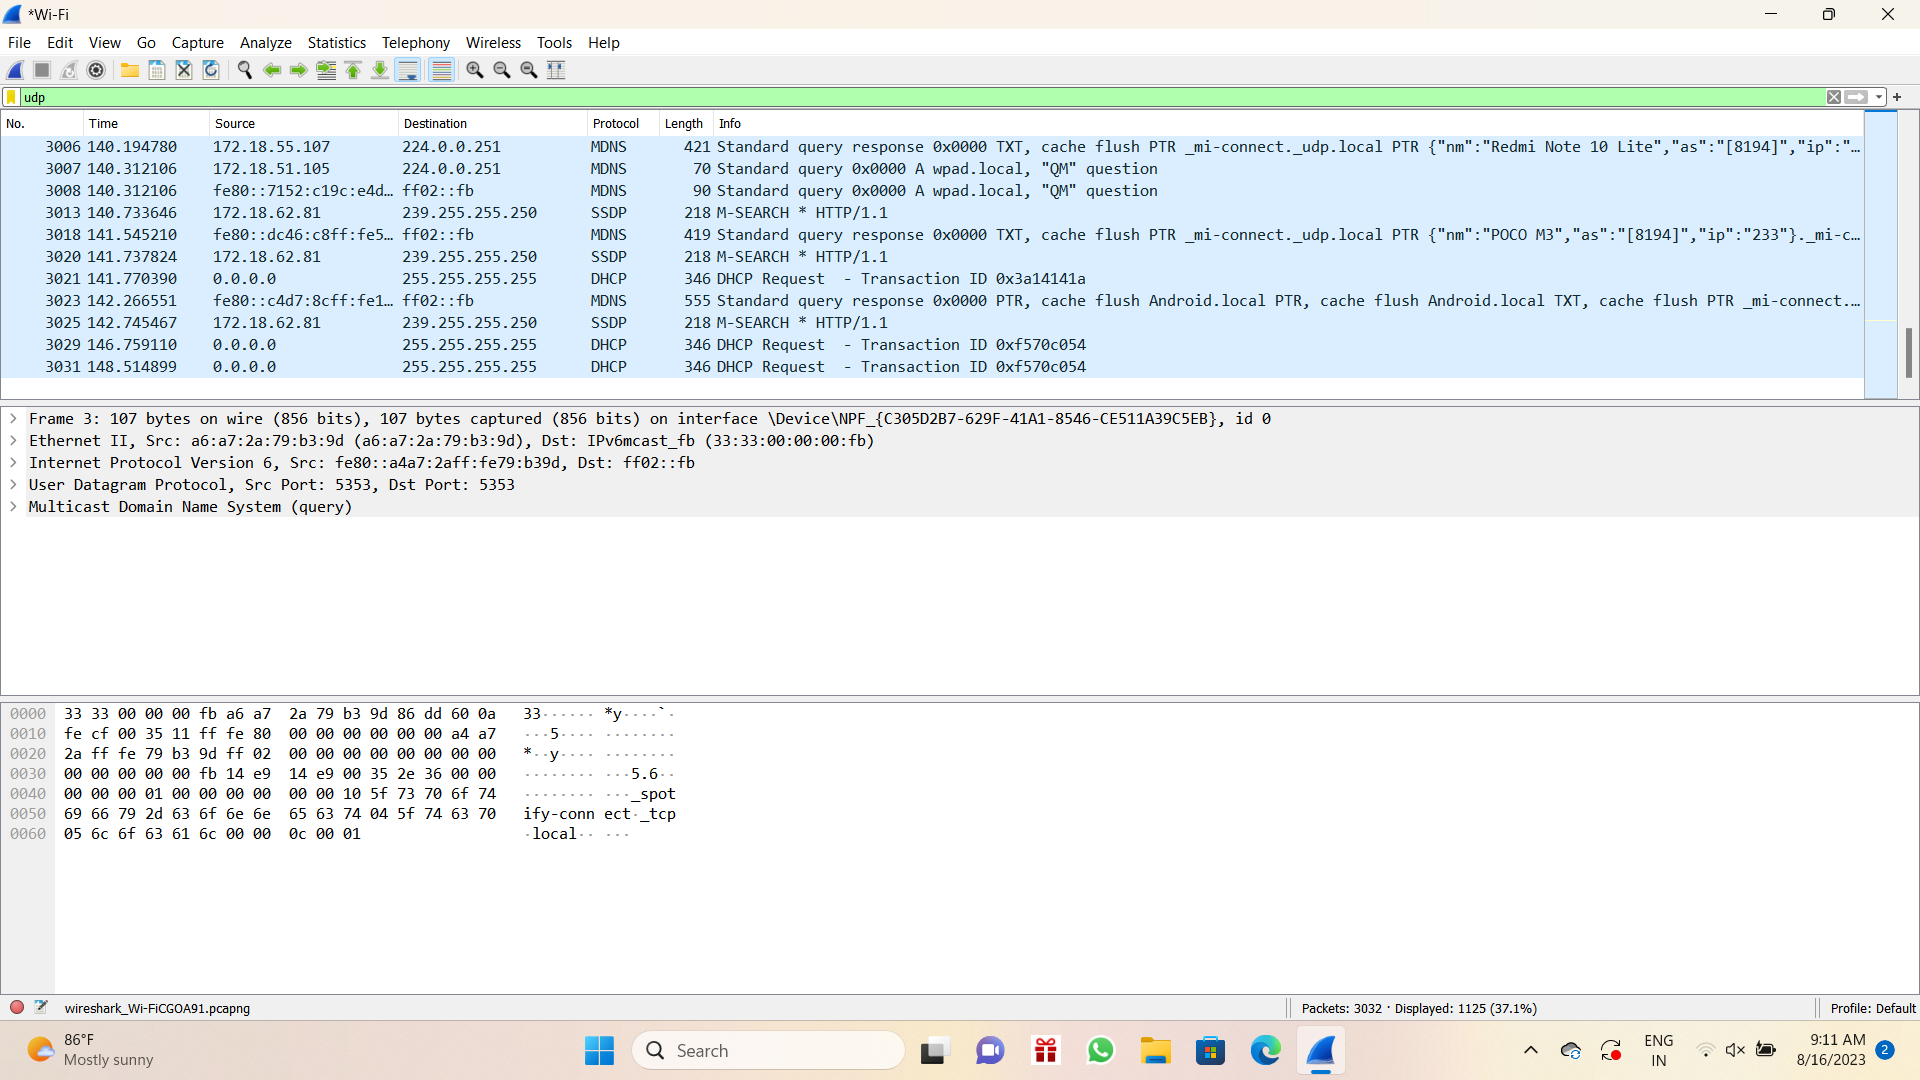 *Wi-Fi
File Edit View Go Capture Analyze Statistics Telephony Wireless Tools Help
udp
No. Time Source Destination Protocol Length Info
3006 140.194780 172.18.55.107 224.0.0.251 MDNS 421 Standard query response 0x0000 TXT, cache flush PTR _mi-connect._udp.local PTR {"nm":"Redmi Note 10 Lite","as":"[8194]","ip":"…
3007 140.312106 172.18.51.105 224.0.0.251 MDNS 70 Standard query 0x0000 A wpad.local, "QM" question
3008 140.312106 fe80::7152:c19c:e4d… ff02::fb MDNS 90 Standard query 0x0000 A wpad.local, "QM" question
3013 140.733646 172.18.62.81 239.255.255.250 SSDP 218 M-SEARCH * HTTP/1.1
3018 141.545210 fe80::dc46:c8ff:fe5… ff02::fb MDNS 419 Standard query response 0x0000 TXT, cache flush PTR _mi-connect._udp.local PTR {"nm":"POCO M3","as":"[8194]","ip":"233"}._mi-c…
3020 141.737824 172.18.62.81 239.255.255.250 SSDP 218 M-SEARCH * HTTP/1.1
3021 141.770390 0.0.0.0 255.255.255.255 DHCP 346 DHCP Request - Transaction ID 0x3a14141a
3023 142.266551 fe80::c4d7:8cff:fe1… ff02::fb MDNS 555 Standard query response 0x0000 PTR, cache flush Android.local PTR, cache flush Android.local TXT, cache flush PTR _mi-connect.…
3025 142.745467 172.18.62.81 239.255.255.250 SSDP 218 M-SEARCH * HTTP/1.1
3029 146.759110 0.0.0.0 255.255.255.255 DHCP 346 DHCP Request - Transaction ID 0xf570c054
3031 148.514899 0.0.0.0 255.255.255.255 DHCP 346 DHCP Request - Transaction ID 0xf570c054
Frame 3: 107 bytes on wire (856 bits), 107 bytes captured (856 bits) on interface \Device\NPF_{C305D2B7-629F-41A1-8546-CE511A39C5EB}, id 0
Ethernet II, Src: a6:a7:2a:79:b3:9d (a6:a7:2a:79:b3:9d), Dst: IPv6mcast_fb (33:33:00:00:00:fb)
Internet Protocol Version 6, Src: fe80::a4a7:2aff:fe79:b39d, Dst: ff02::fb
User Datagram Protocol, Src Port: 5353, Dst Port: 5353
Multicast Domain Name System (query)
0000 33 33 00 00 00 fb a6 a7 2a 79 b3 9d 86 dd 60 0a 33······ *y····`·
0010 fe cf 00 35 11 ff fe 80 00 00 00 00 00 00 a4 a7 ···5···· ········
0020 2a ff fe 79 b3 9d ff 02 00 00 00 00 00 00 00 00 *··y···· ········
0030 00 00 00 00 00 fb 14 e9 14 e9 00 35 2e 36 00 00 ········ ···5.6··
0040 00 00 00 01 00 00 00 00 00 00 10 5f 73 70 6f 74 ········ ···_spot
0050 69 66 79 2d 63 6f 6e 6e 65 63 74 04 5f 74 63 70 ify-conn ect·_tcp
0060 05 6c 6f 63 61 6c 00 00 0c 00 01 ·local·· ···
wireshark_Wi-FiCGOA91.pcapng Packets: 3032 · Displayed: 1125 (37.1%) Profile: Default
86°F
Mostly sunny
Search
ENG
IN
9:11 AM
8/16/2023
2